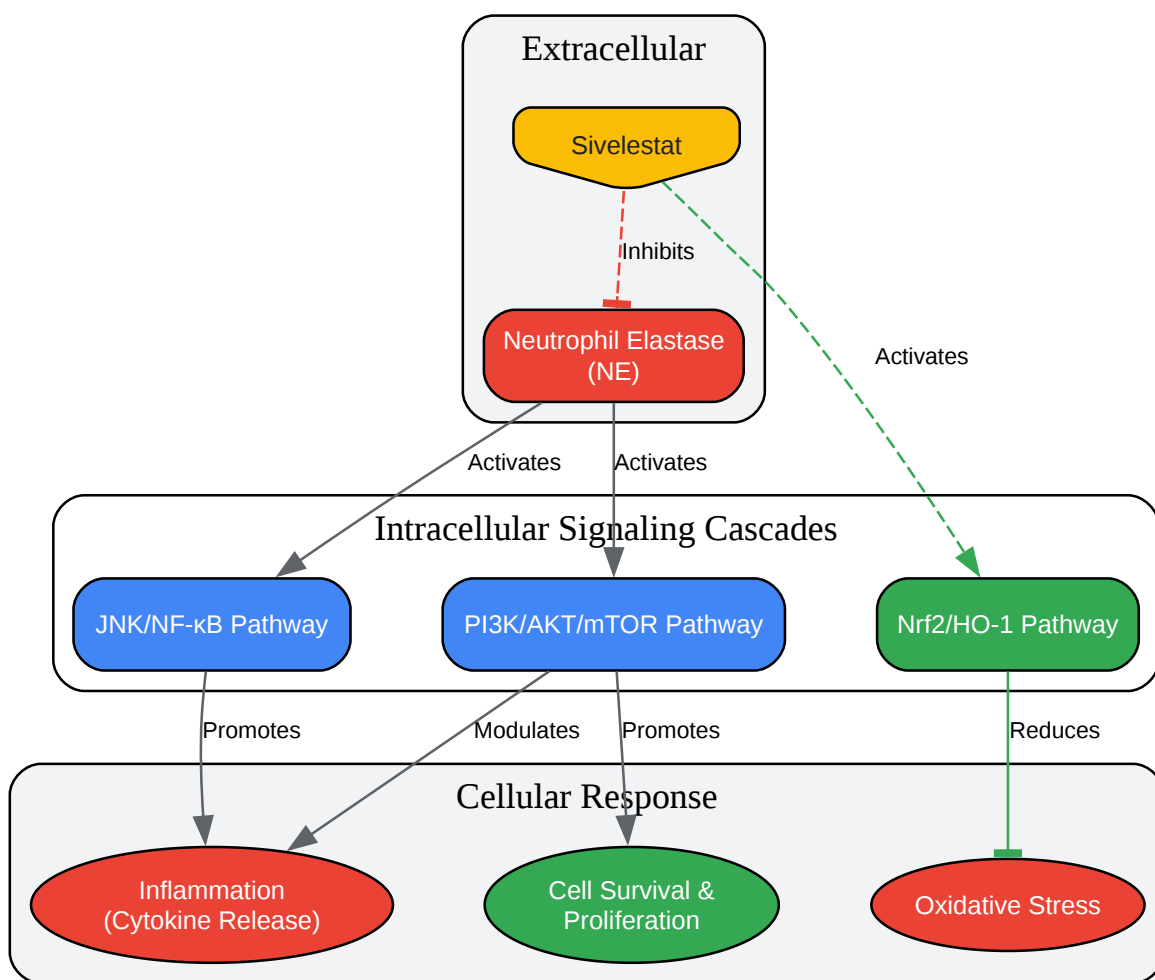 Extracellular
Sivelestat
Inhibits
Neutrophil Elastase
(NE)
Activates
Activates
Activates
Intracellular Signaling Cascades
JNK/NF-κB Pathway
PI3K/AKT/mTOR Pathway
Nrf2/HO-1 Pathway
Promotes
Modulates
Promotes
Reduces
Cellular Response
Inflammation
(Cytokine Release)
Cell Survival &
Proliferation
Oxidative Stress